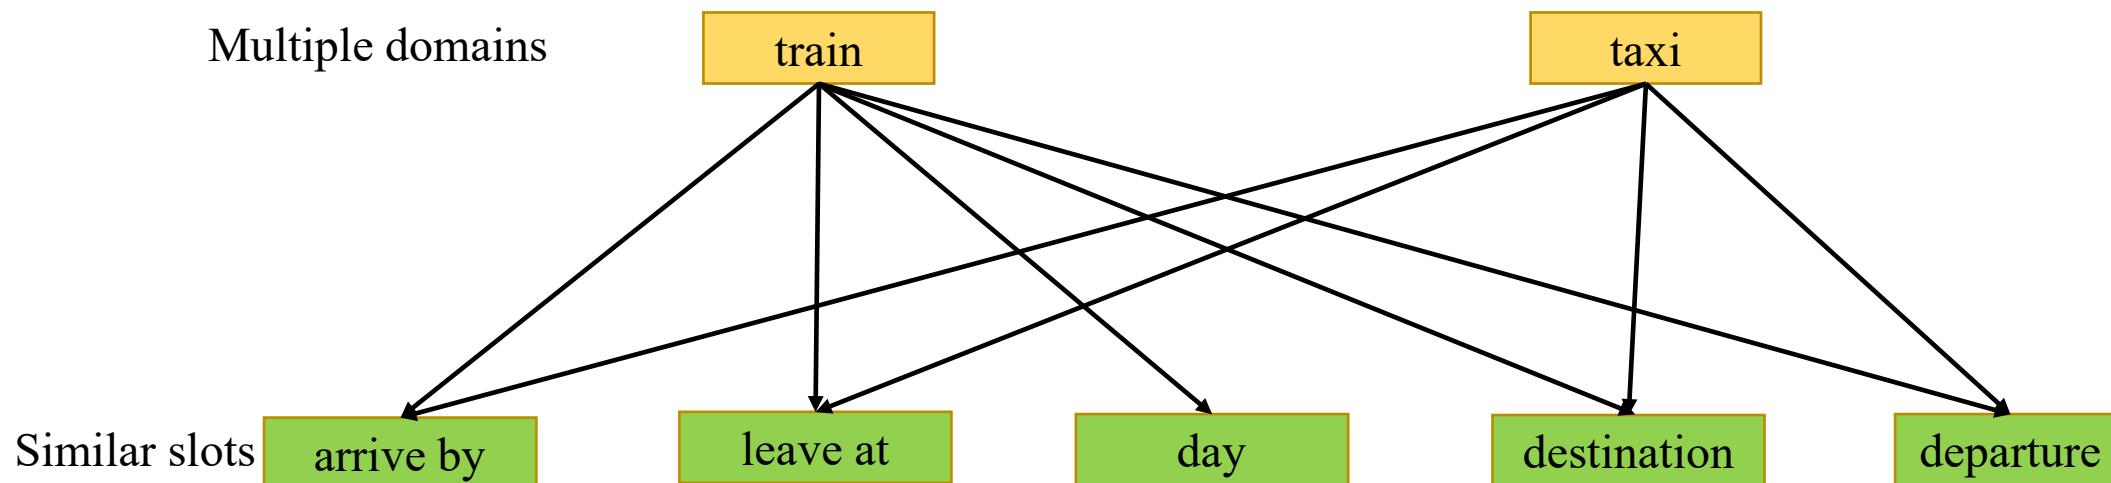 Multiple domains
train
taxi
Similar slots
arrive by
leave at
day
destination
departure